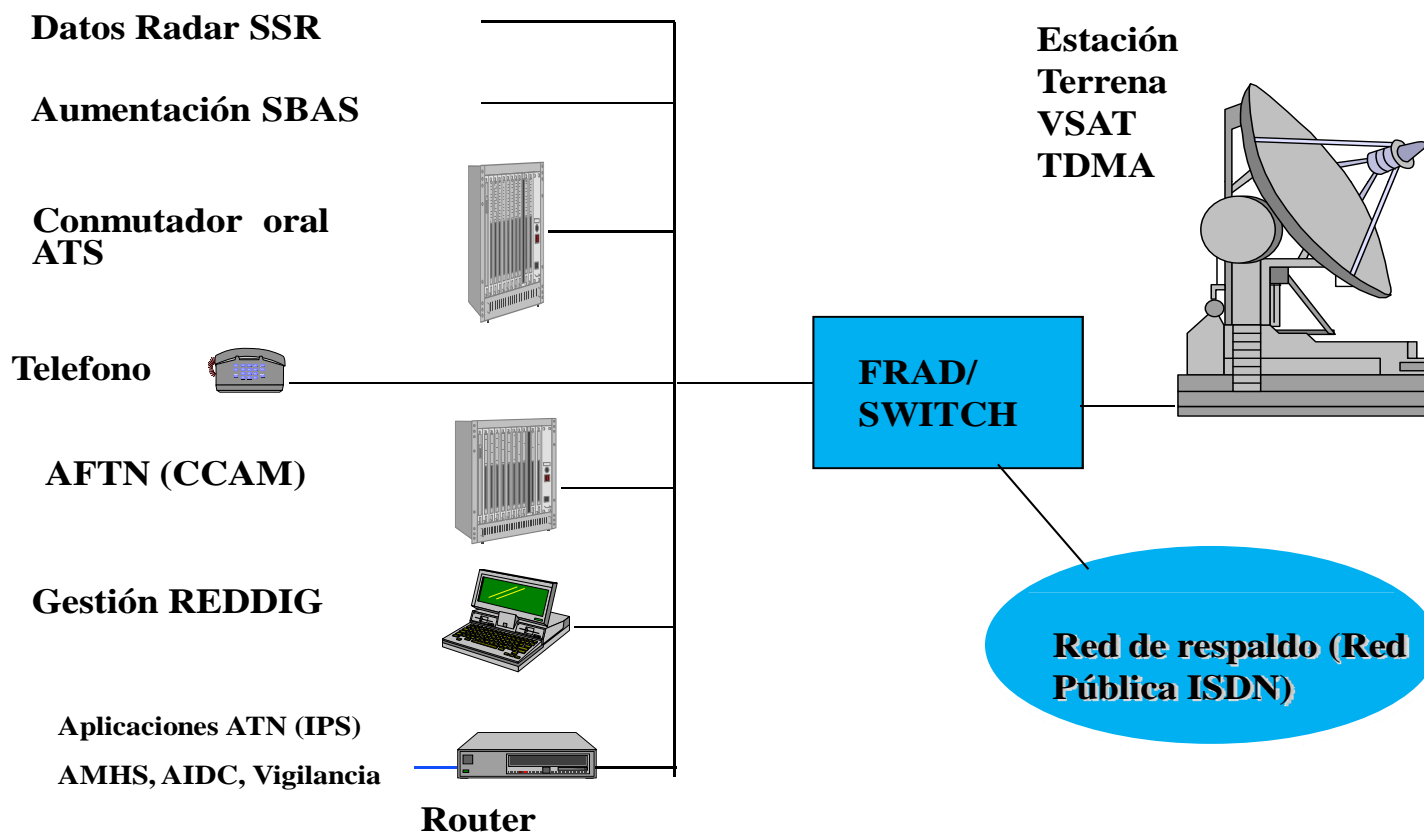 Datos Radar SSR
Aumentación SBAS
Conmutador oral
ATS
Telefono
AFTN (CCAM)
Gestión REDDIG
Aplicaciones ATN (IPS)
AMHS, AIDC, Vigilancia
Router
FRAD/
SWITCH
Estación
Terrena
VSAT
TDMA
Red de respaldo (Red
Pública ISDN)